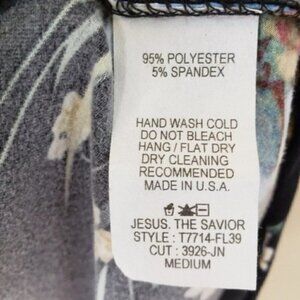 95% POLYESTER
5% SPANDEX
HAND WASH COLD
DO NOT BLEACH
HANG / FLAT DRY
DRY CLEANING
RECOMMENDED
MADE IN U.S.A.
JESUS. THE SAVIOR
STYLE : T7714-FL39
CUT : 3926-JN
MEDIUM